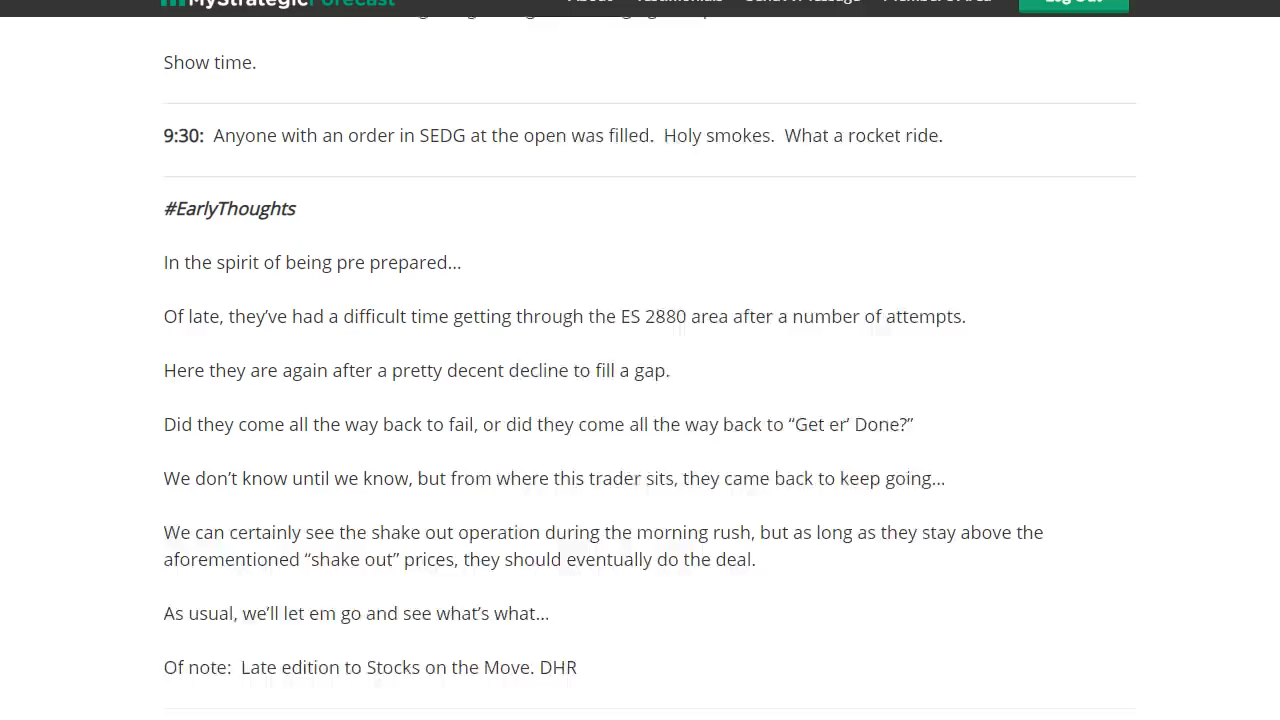 MyStrategicForecast
Show time.
9:30: Anyone with an order in SEDG at the open was filled. Holy smokes. What a rocket ride.
#EarlyThoughts
In the spirit of being pre prepared...
Of late, they've had a difficult time getting through the ES 2880 area after a number of attempts.
Here they are again after a pretty decent decline to fill a gap.
Did they come all the way back to fail, or did they come all the way back to “Get er’ Done?”
We don't know until we know, but from where this trader sits, they came back to keep going...
We can certainly see the shake out operation during the morning rush, but as long as they stay above the
aforementioned “shake out” prices, they should eventually do the deal.
As usual, we'll let em go and see what's what...
Of note: Late edition to Stocks on the Move. DHR